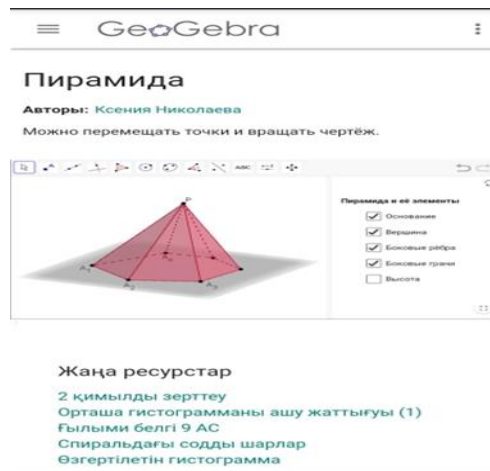 GeoGebra
Пирамида
Авторы: Ксения Николаева
Можно перемещать точки и вращать чертёж.
ABC
P
A₁
A₂
A₃
Пирамида и её элементы
Основание
Вершина
Боковые рёбра
Боковые грани
Высота
Жаңа ресурстар
2 қимылды зерттеу
Орташа гистограмманы ашу жаттығуы (1)
Ғылыми белгі 9 АС
Спиральдағы содды шарлар
Өзгертілетін гистограмма